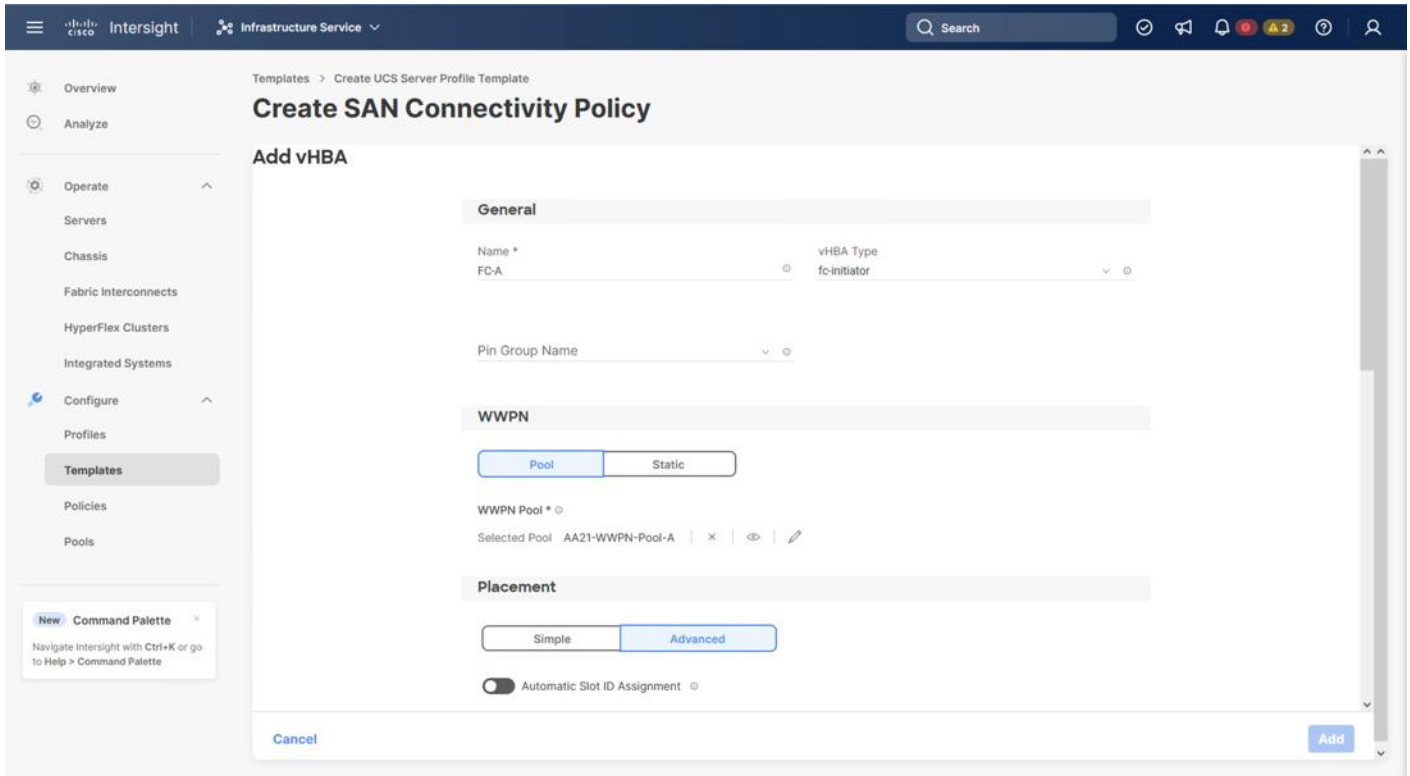 cisco Intersight
Infrastructure Service
Search
2
Overview
Analyze
Operate
Servers
Chassis
Fabric Interconnects
HyperFlex Clusters
Integrated Systems
Configure
Profiles
Templates
Policies
Pools
New Command Palette
Navigate Intersight with Ctrl+K or go
to Help > Command Palette
Templates > Create UCS Server Profile Template
Create SAN Connectivity Policy
Add vHBA
General
Name *
FC-A
vHBA Type
fc-initiator
Pin Group Name
WWPN
Pool Static
WWPN Pool *
Selected Pool AA21-WWPN-Pool-A
Placement
Simple Advanced
Automatic Slot ID Assignment
Cancel Add